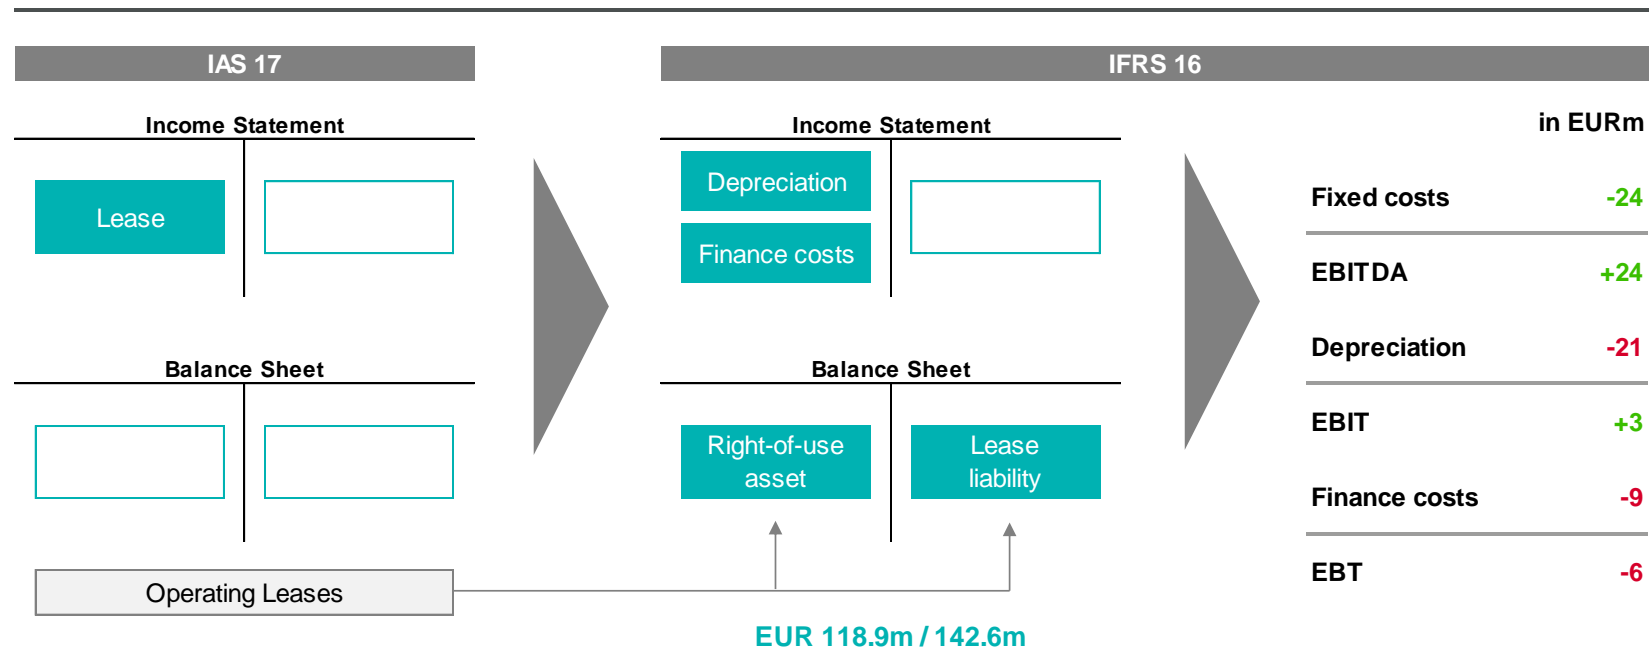 IAS 17
Income Statement
Lease
Balance Sheet
Operating Leases
IFRS 16
Income Statement
Depreciation
Finance costs
Balance Sheet
Right-of-use
asset
Lease
liability
EUR 118.9m / 142.6m
in EURm
Fixed costs -24
EBITDA +24
Depreciation -21
EBIT +3
Finance costs -9
EBT -6